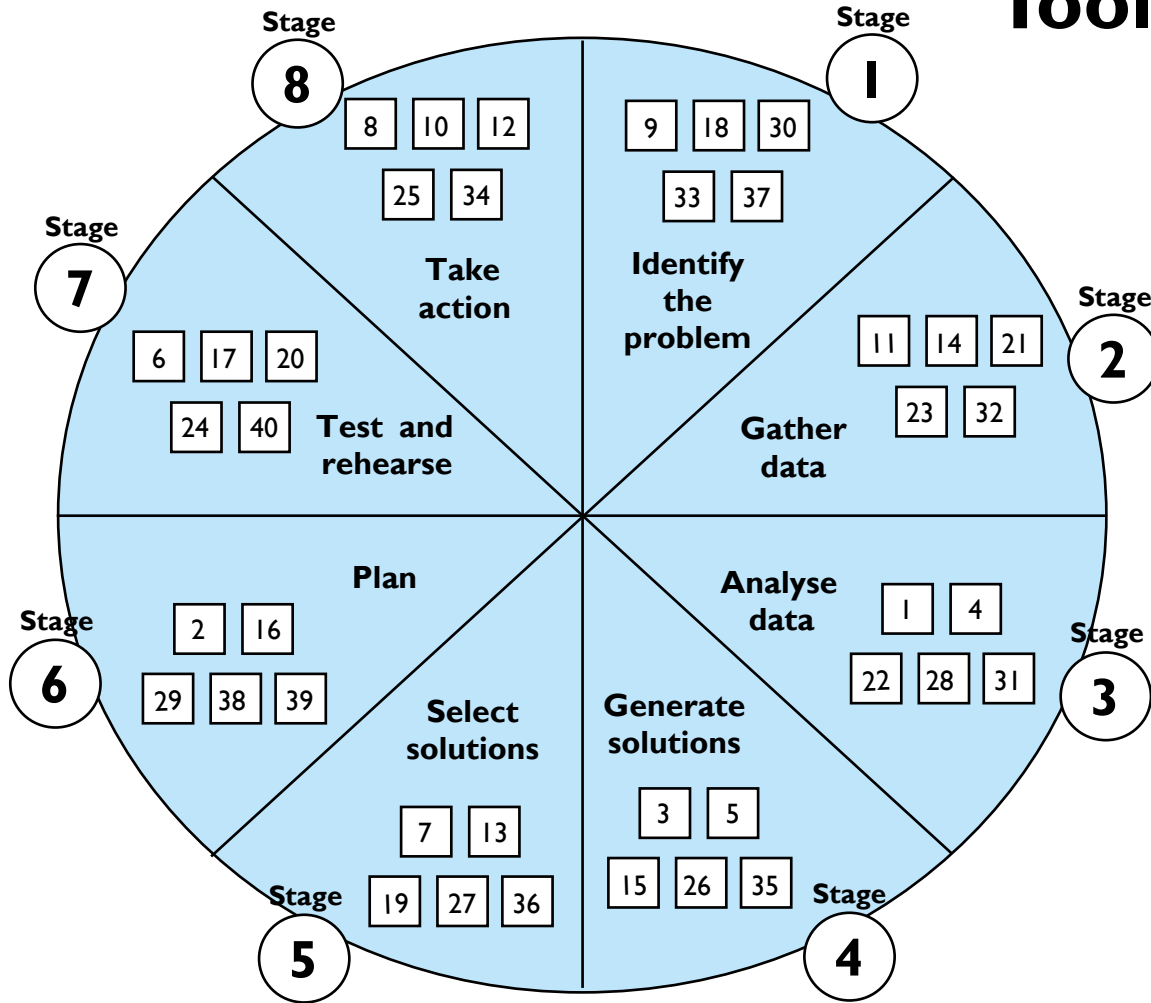 Tool
Stage
1
9 18 30
33 37
Identify
the
problem
Stage
2
11 14 21
23 32
Gather
data
Stage
3
Analyse
data
1 4
22 28 31
Stage
4
Generate
solutions
3 5
15 26 35
Stage
5
Select
solutions
7 13
19 27 36
Stage
6
Plan
2 16
29 38 39
Stage
7
6 17 20
24 40
Test and
rehearse
Stage
8
8 10 12
25 34
Take
action